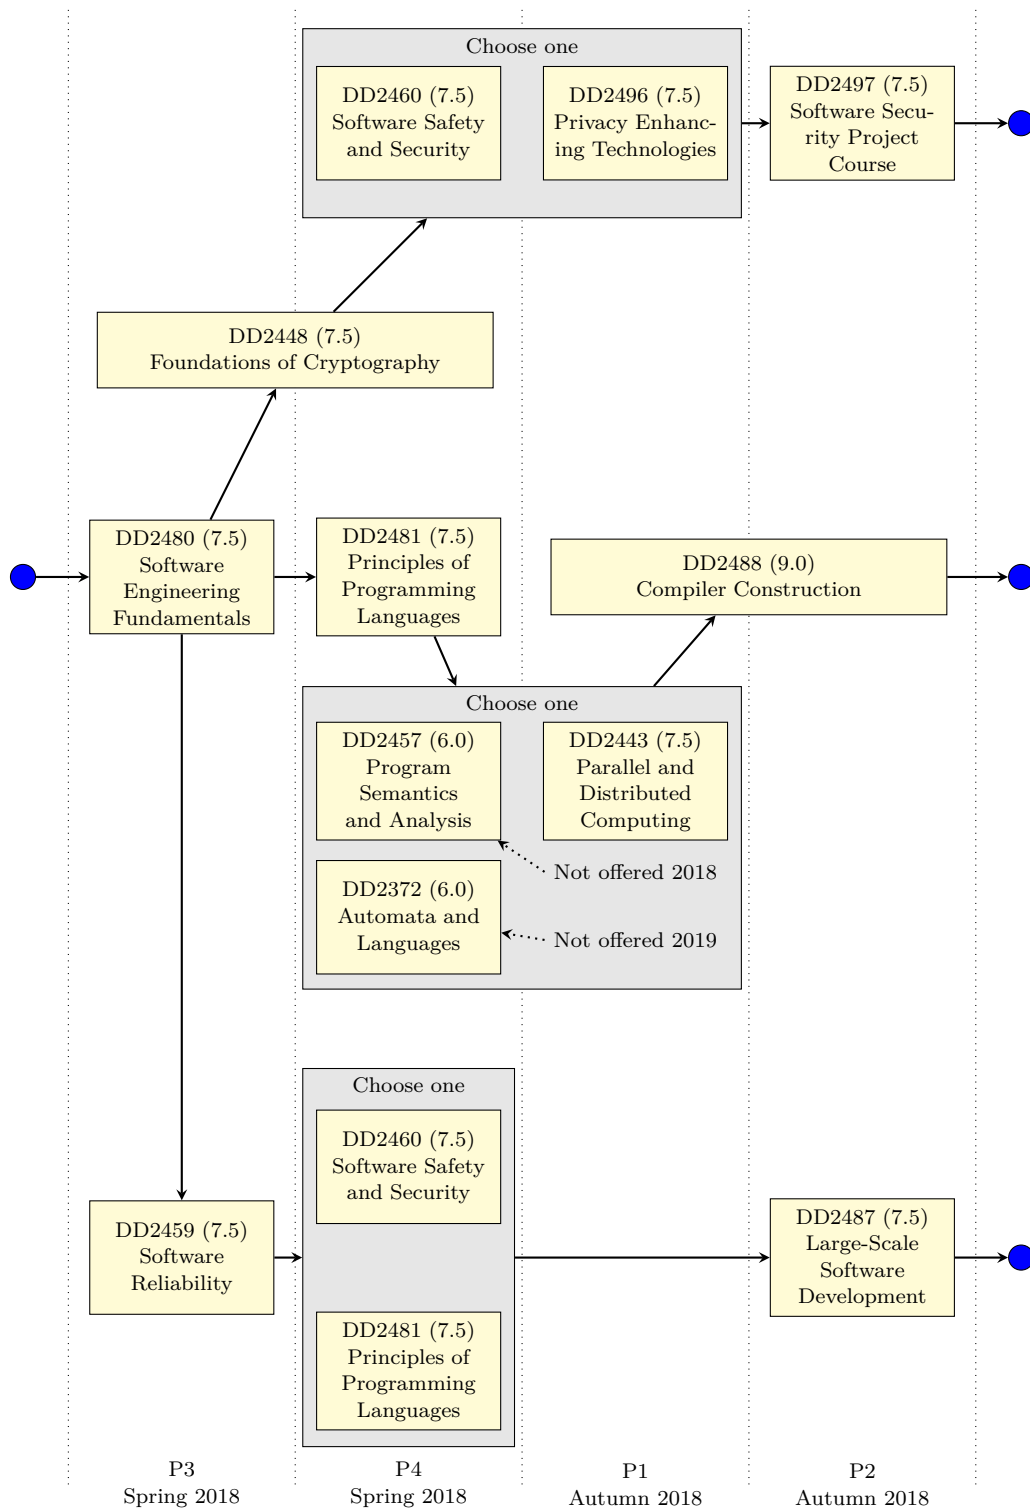 Choose one
DD2460 (7.5)
Software Safety
and Security
DD2496 (7.5)
Privacy Enhanc-
ing Technologies
DD2497 (7.5)
Software Secu-
rity Project
Course
DD2448 (7.5)
Foundations of Cryptography
DD2480 (7.5)
Software
Engineering
Fundamentals
DD2481 (7.5)
Principles of
Programming
Languages
DD2488 (9.0)
Compiler Construction
Choose one
DD2457 (6.0)
Program
Semantics
and Analysis
DD2443 (7.5)
Parallel and
Distributed
Computing
Not offered 2018
DD2372 (6.0)
Automata and
Languages
Not offered 2019
Choose one
DD2460 (7.5)
Software Safety
and Security
DD2459 (7.5)
Software
Reliability
DD2487 (7.5)
Large-Scale
Software
Development
DD2481 (7.5)
Principles of
Programming
Languages
P3
Spring 2018
P4
Spring 2018
P1
Autumn 2018
P2
Autumn 2018